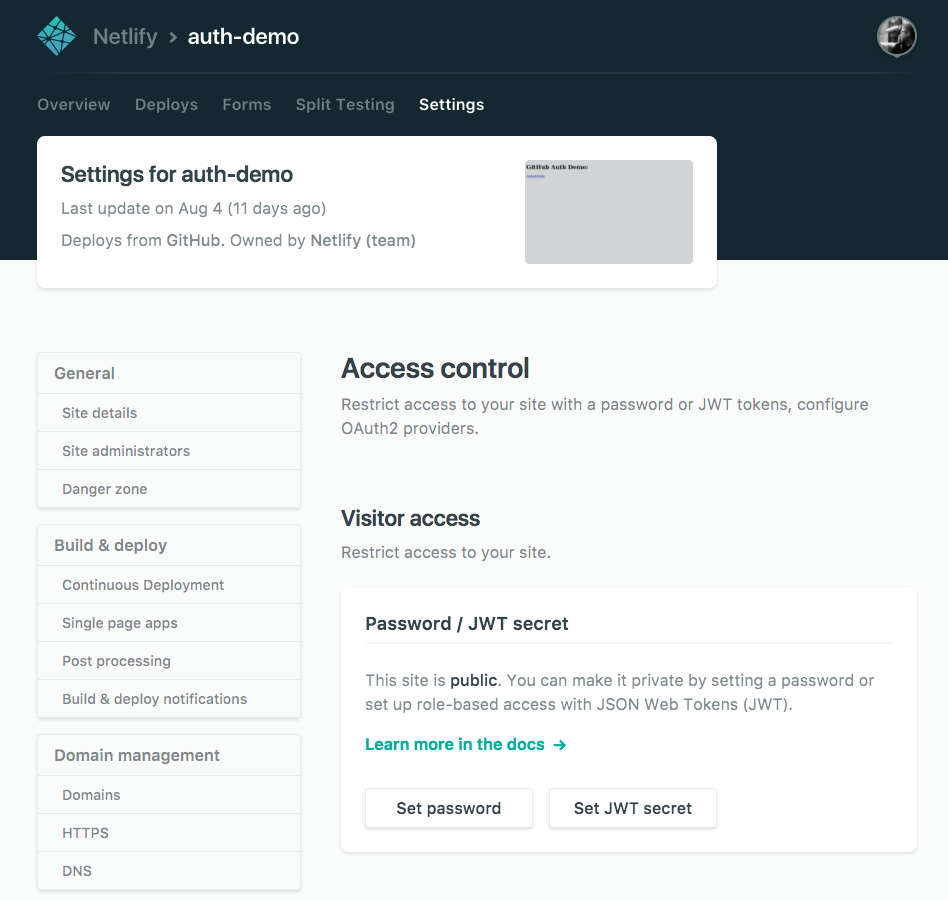 Netlify > auth-demo
Overview Deploys Forms Split Testing Settings
Settings for auth-demo
Last update on Aug 4 (11 days ago)
Deploys from GitHub. Owned by Netlify (team)
GitHub Auth Demo:
General
Site details
Site administrators
Danger zone
Build & deploy
Continuous Deployment
Single page apps
Post processing
Build & deploy notifications
Domain management
Domains
HTTPS
DNS
Access control
Restrict access to your site with a password or JWT tokens, configure
OAuth2 providers.
Visitor access
Restrict access to your site.
Password / JWT secret
This site is public. You can make it private by setting a password or
set up role-based access with JSON Web Tokens (JWT).
Learn more in the docs →
Set password Set JWT secret